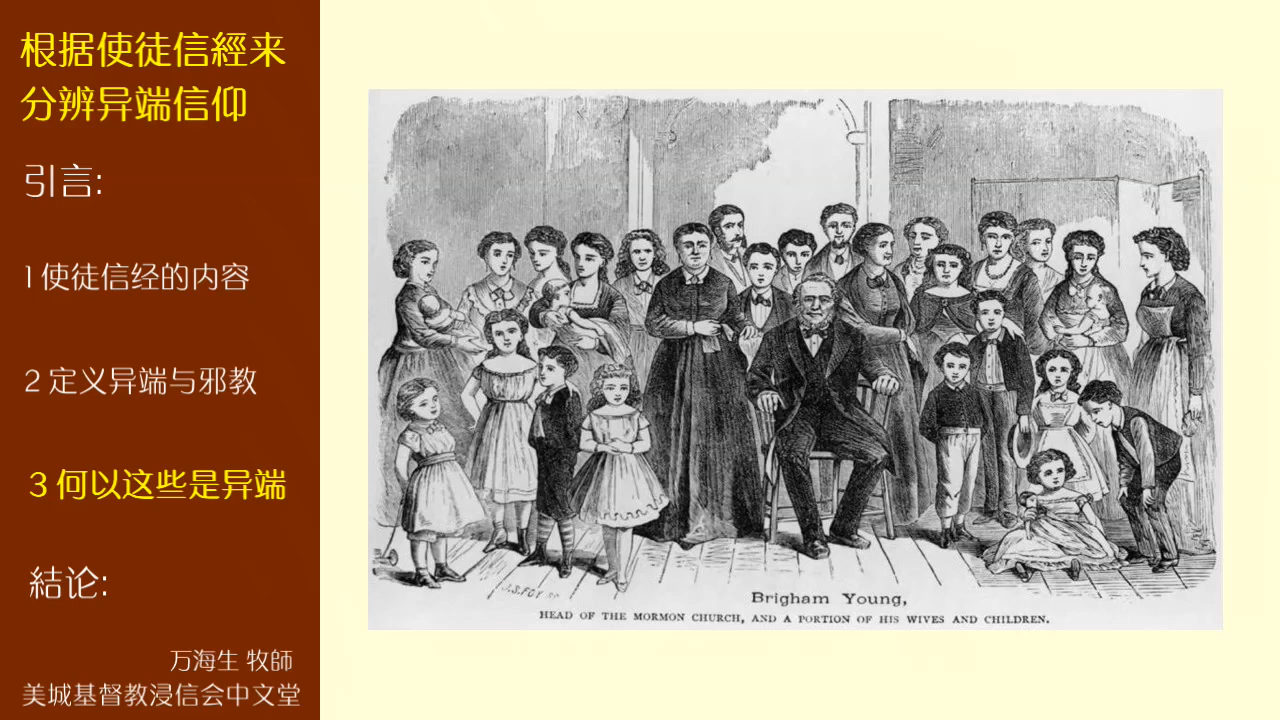 根据使徒信經来
分辨异端信仰
引言:
1 使徒信经的内容
2 定义异端与邪教
3 何以这些是异端
結论:
万海生 牧師
美城基督教浸信会中文堂
J.S.FOY SC
Brigham Young,
HEAD OF THE MORMON CHURCH, AND A PORTION OF HIS WIVES AND CHILDREN.